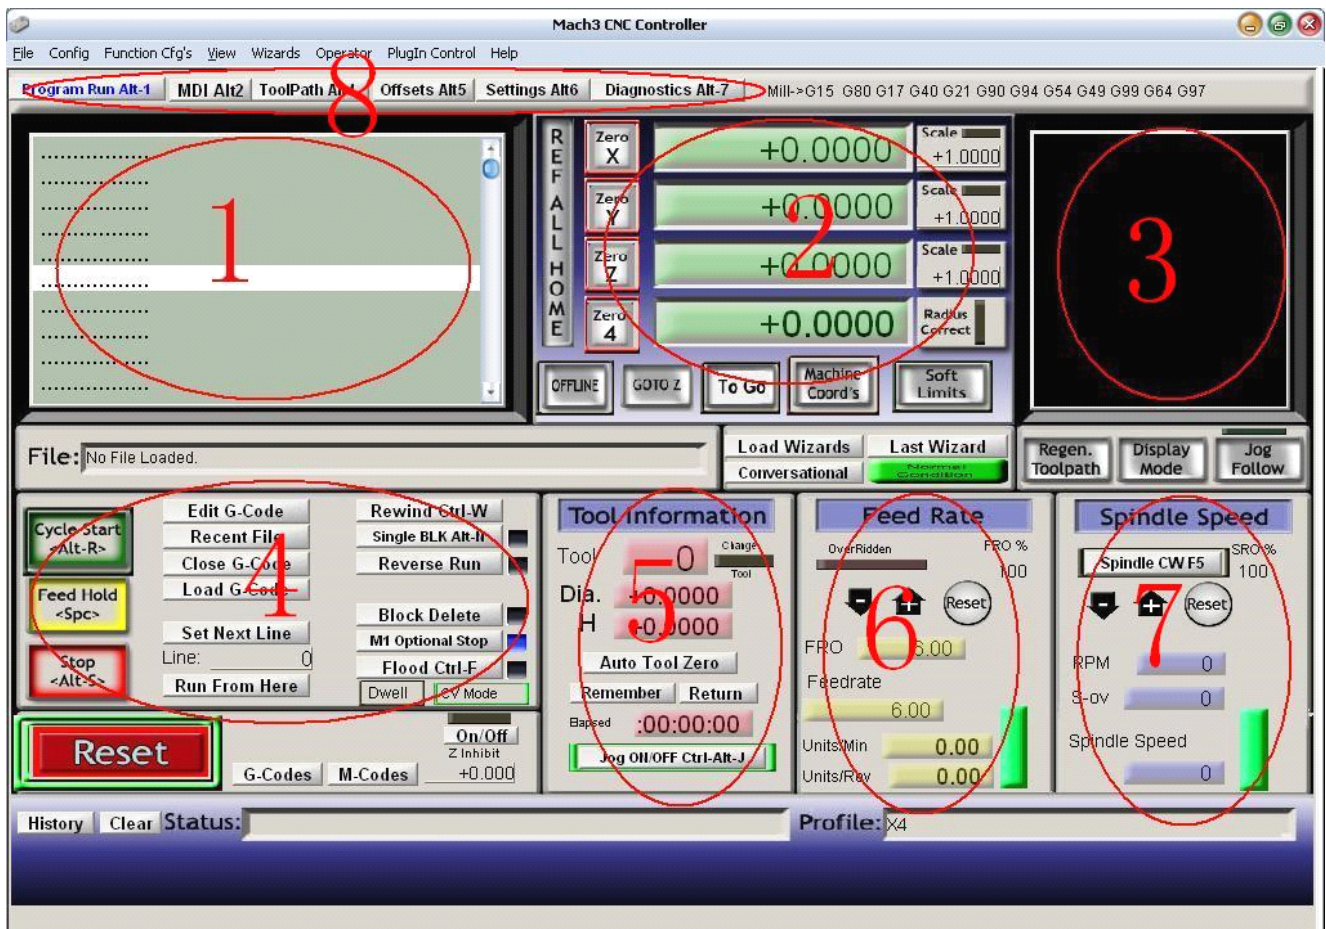 Mach3 CNC Controller
File Config Function Cfg's View Wizards Operator PlugIn Control Help
Program Run Alt-1 MDI Alt2 ToolPath Offsets Alt5 Settings Alt6 Diagnostics Alt-7 Mill->G15 G80 G17 G40 G21 G90 G94 G54 G49 G99 G64 G97
8
1
2
3
REF ALL HOME
Zero X +0.0000 Scale +1.0000
Zero Y +0.0000 Scale +1.0000
Zero Z +0.0000 Scale +1.0000
Zero 4 +0.0000 Radius Correct
OFFLINE GOTO Z To Go Machine Coord's Soft Limits
File: No File Loaded.
Load Wizards Last Wizard
Conversational Normal Condition
Regen. Toolpath Display Mode Jog Follow
Cycle Start <Alt-R>
Feed Hold <Spc>
Stop <Alt-S>
Edit G-Code
Recent File
Close G-Code
Load G-Code
Set Next Line
Line: 0
Run From Here
4
Rewind Ctrl-W
Single BLK Alt-N
Reverse Run
Block Delete
M1 Optional Stop
Flood Ctrl-F
Dwell CV Mode
Reset
G-Codes M-Codes
On/Off
Z Inhibit
+0.000
Tool Information
Tool 0 Change Tool
Dia. +0.0000
H +0.0000
5
Auto Tool Zero
Remember Return
Elapsed :00:00:00
Jog ON/OFF Ctrl-Alt-J
Feed Rate
OverRidden FRO % 100
Reset
6
FRO 6.00
Feedrate
6.00
Units/Min 0.00
Units/Rev 0.00
Spindle Speed
Spindle CW F5 SRO % 100
Reset
7
RPM 0
S-ov 0
Spindle Speed
0
History Clear Status: Profile: X4